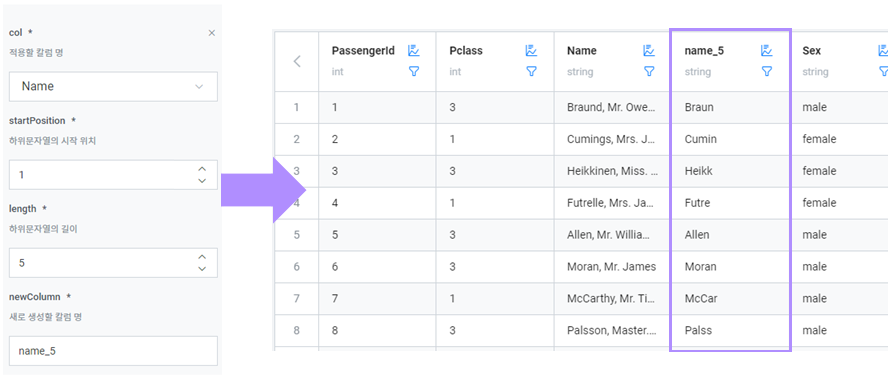 col *
적용할 칼럼 명
Name
startPosition *
하위문자열의 시작 위치
1
length *
하위문자열의 길이
5
newColumn *
새로 생성할 칼럼 명
name_5
PassengerId Pclass Name name_5 Sex
int int string string string
1 1 3 Braund, Mr. Owe... Braun male
2 2 1 Cumings, Mrs. J... Cumin female
3 3 3 Heikkinen, Miss. ... Heikk female
4 4 1 Futrelle, Mrs. Ja... Futre female
5 5 3 Allen, Mr. Willia... Allen male
6 6 3 Moran, Mr. James Moran male
7 7 1 McCarthy, Mr. Ti... McCar male
8 8 3 Palsson, Master.... Palss male